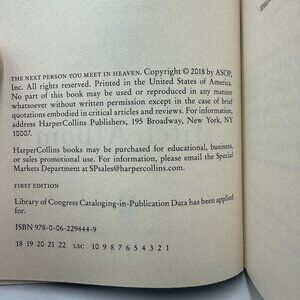 THE NEXT PERSON YOU MEET IN HEAVEN. Copyright © 2018 by ASOP,
Inc. All rights reserved. Printed in the United States of America.
No part of this book may be used or reproduced in any manner
whatsoever without written permission except in the case of brief
quotations embodied in critical articles and reviews. For information,
address HarperCollins Publishers, 195 Broadway, New York, NY
10007.
HarperCollins books may be purchased for educational, business,
or sales promotional use. For information, please email the Special
Markets Department at SPsales@harpercollins.com.
FIRST EDITION
Library of Congress Cataloging-in-Publication Data has been applied
for.
ISBN 978-0-06-229444-9
18 19 20 21 22 LSC 10 9 8 7 6 5 4 3 2 1